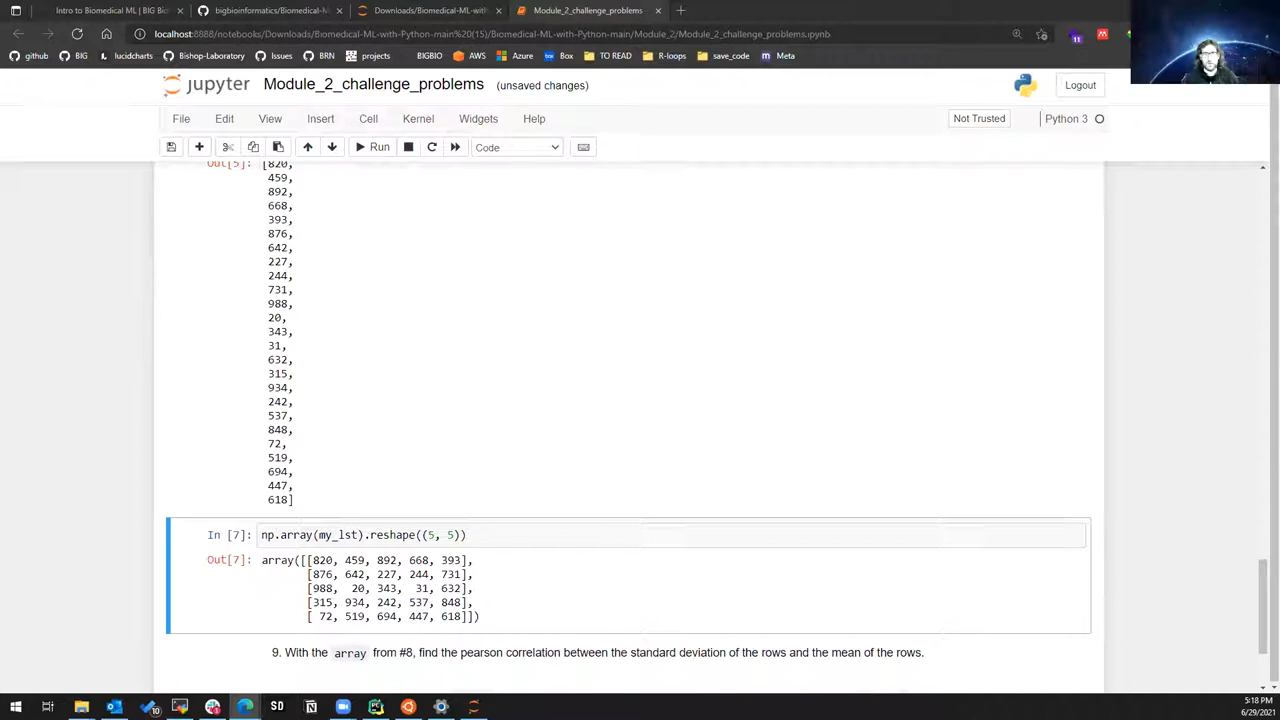 Intro to Biomedical ML | BIG Bi
bigbioinformatics/Biomedical-M
Downloads/Biomedical-ML-with-
Module_2_challenge_problems
localhost:8888/notebooks/Downloads/Biomedical-ML-with-Python-main%20(15)/Biomedical-ML-with-Python-main/Module_2/Module_2_challenge_problems.ipynb
11
github BIG lucidcharts Bishop-Laboratory Issues BRN projects BIGBIO AWS Azure Box TO READ R-loops save_code Meta
jupyter Module_2_challenge_problems (unsaved changes)
Logout
File Edit View Insert Cell Kernel Widgets Help
Not Trusted
Python 3
Run
Code
Out[5]: [820,
459,
892,
668,
393,
876,
642,
227,
244,
731,
988,
20,
343,
31,
632,
315,
934,
242,
537,
848,
72,
519,
694,
447,
618]
In [7]: np.array(my_lst).reshape((5, 5))
Out[7]: array([[820, 459, 892, 668, 393],
[876, 642, 227, 244, 731],
[988, 20, 343, 31, 632],
[315, 934, 242, 537, 848],
[ 72, 519, 694, 447, 618]])
9. With the array from #8, find the pearson correlation between the standard deviation of the rows and the mean of the rows.
SD
5:18 PM
6/29/2021